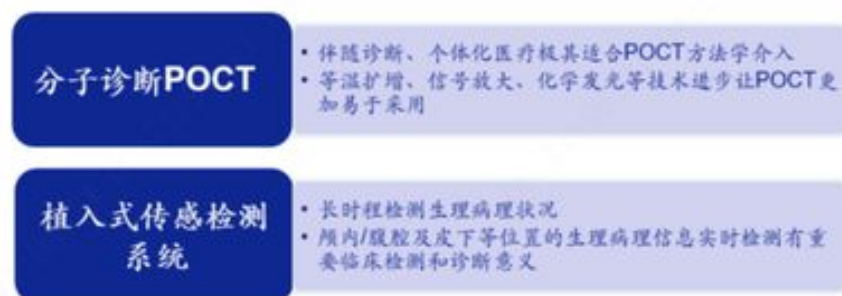 分子诊断POCT
• 伴随诊断、个体化医疗极其适合POCT方法学介入
• 等温扩增、信号放大、化学发光等技术进步让POCT更
加易于采用
植入式传感检测
系统
• 长时程检测生理病理状况
• 颅内/腹腔及皮下等位置的生理病理信息实时检测有重
要临床检测和诊断意义